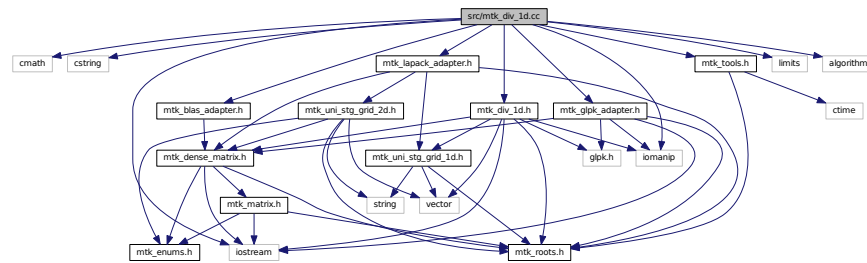 src/mtk_div_1d.cc
cmath
cstring
mtk_lapack_adapter.h
mtk_tools.h
limits
algorithm
mtk_blas_adapter.h
mtk_uni_stg_grid_2d.h
mtk_div_1d.h
mtk_glpk_adapter.h
ctime
mtk_dense_matrix.h
mtk_uni_stg_grid_1d.h
glpk.h
iomanip
mtk_matrix.h
string
vector
mtk_enums.h
iostream
mtk_roots.h